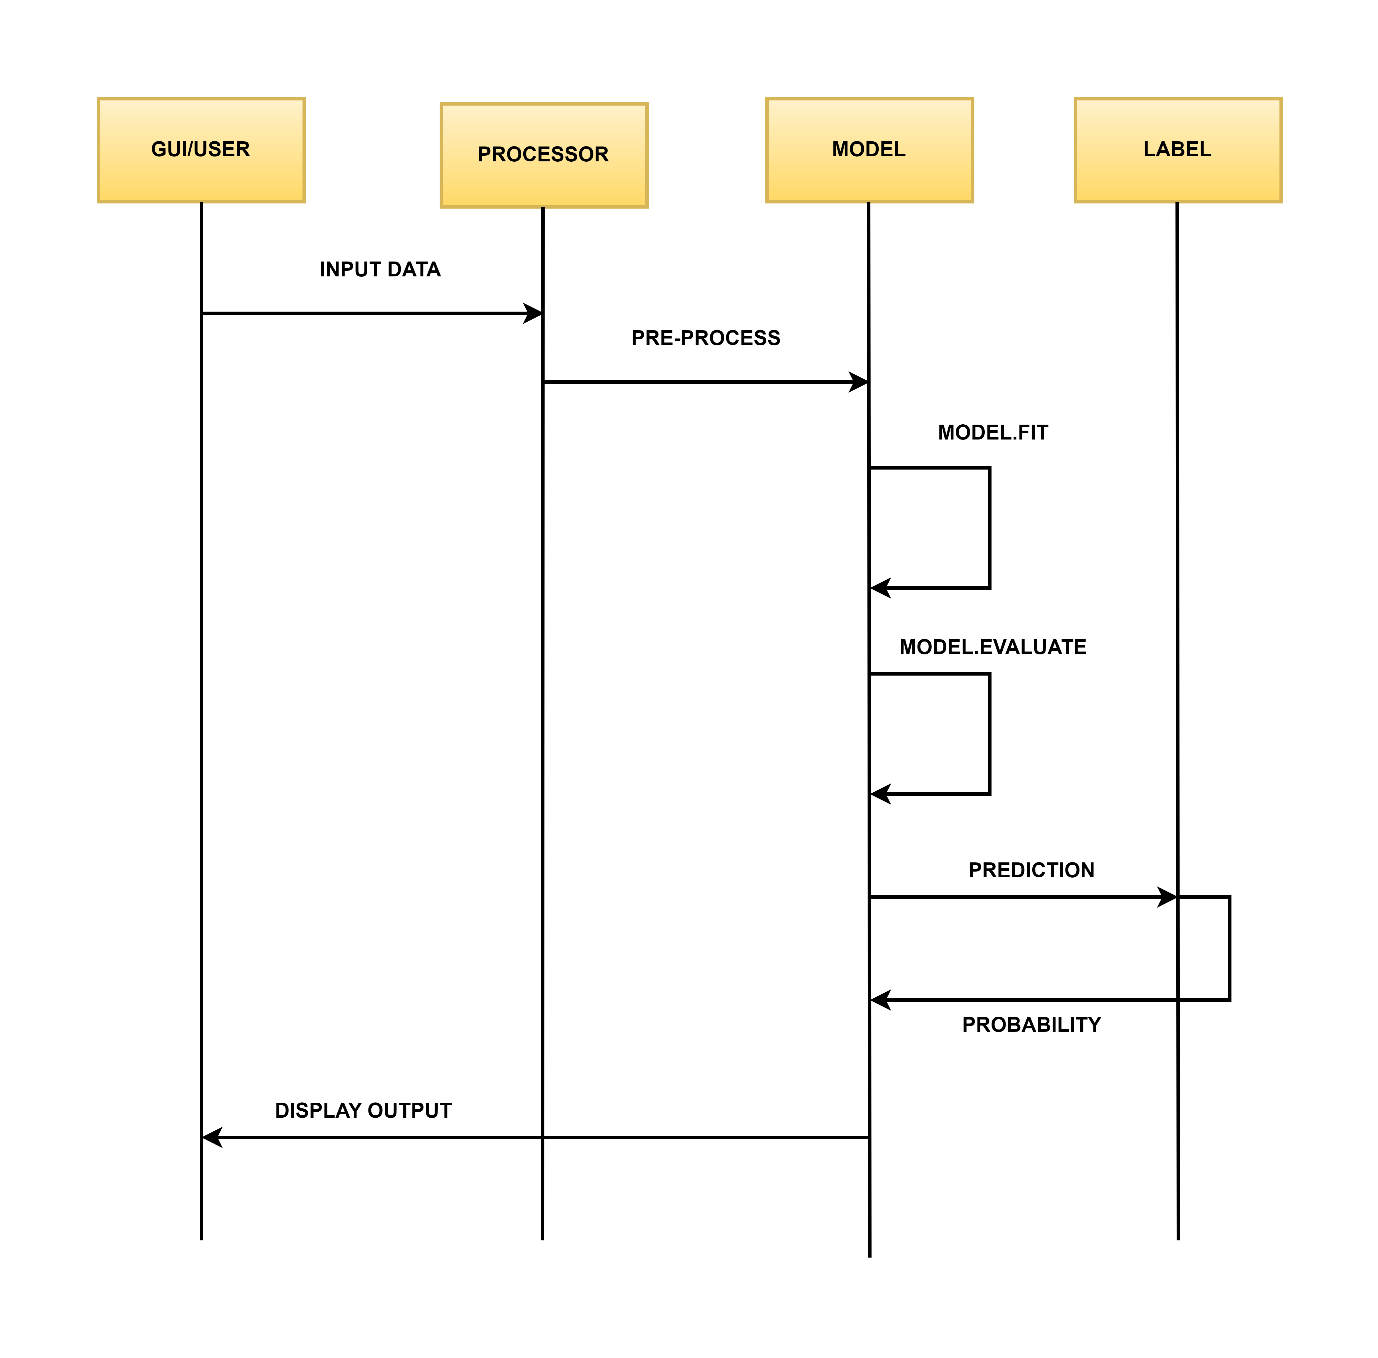 GUI/USER
PROCESSOR
MODEL
LABEL
INPUT DATA
PRE-PROCESS
MODEL.FIT
MODEL.EVALUATE
PREDICTION
PROBABILITY
DISPLAY OUTPUT